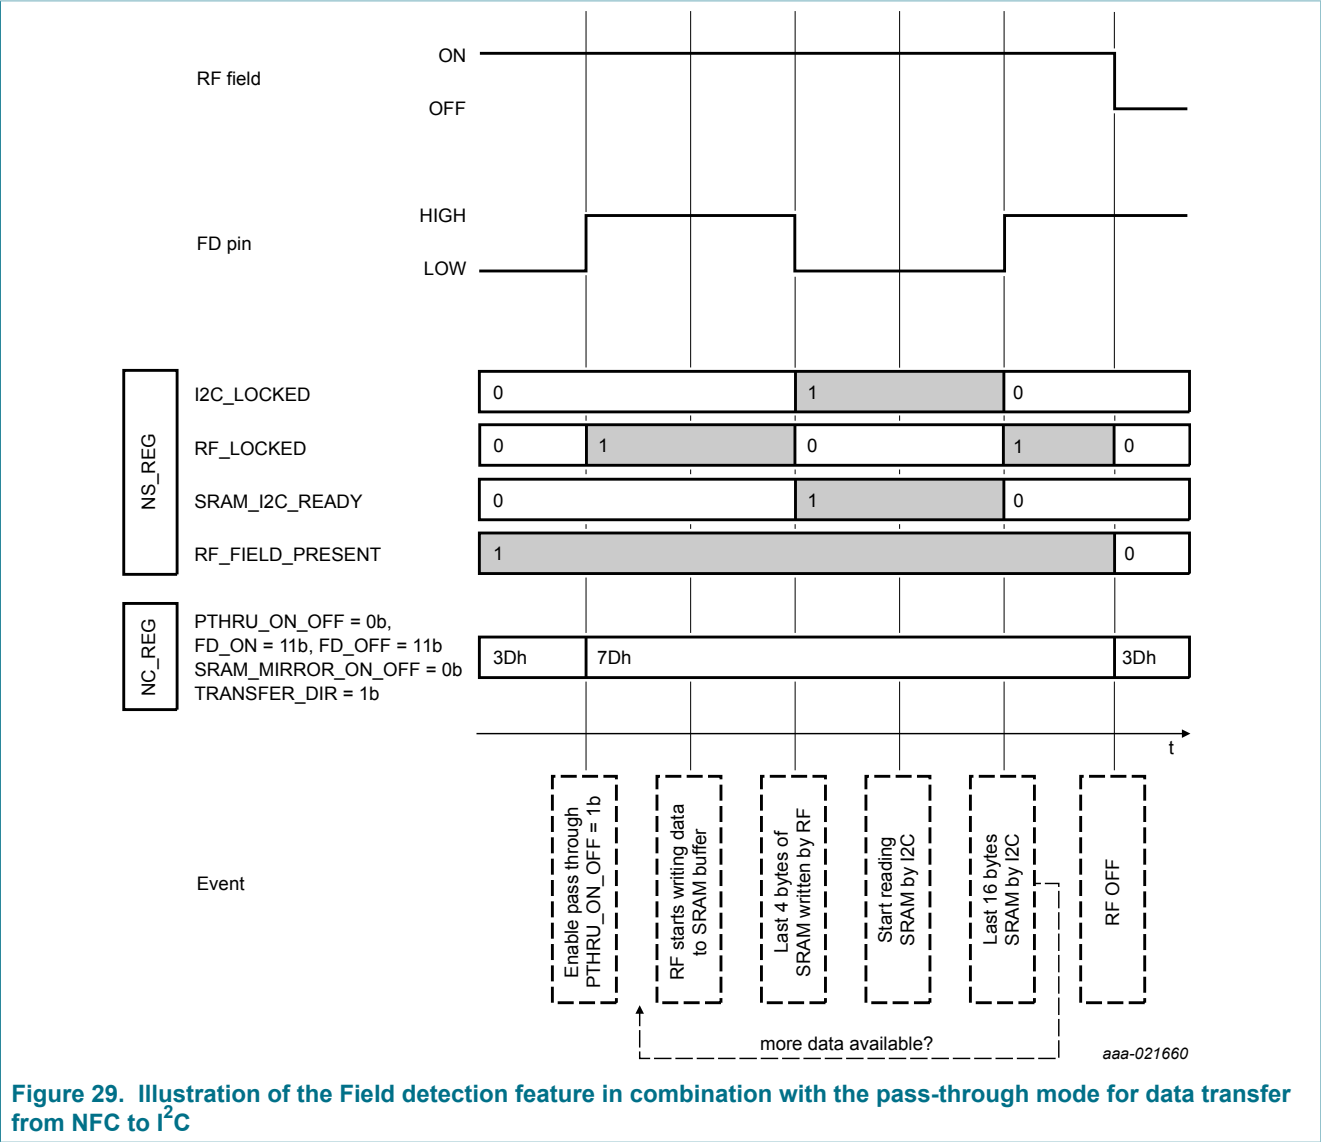 RF field
ON
OFF
FD pin
HIGH
LOW
NS_REG
I2C_LOCKED
0
1
0
RF_LOCKED
0
1
0
1
0
SRAM_I2C_READY
0
1
0
RF_FIELD_PRESENT
1
0
NC_REG
PTHRU_ON_OFF = 0b,
FD_ON = 11b, FD_OFF = 11b
SRAM_MIRROR_ON_OFF = 0b
TRANSFER_DIR = 1b
3Dh
7Dh
3Dh
t
Event
Enable pass through
PTHRU_ON_OFF = 1b
RF starts writing data
to SRAM buffer
Last 4 bytes of
SRAM written by RF
Start reading
SRAM by I2C
Last 16 bytes
SRAM by I2C
RF OFF
more data available?
aaa-021660
Figure 29. Illustration of the Field detection feature in combination with the pass-through mode for data transfer
from NFC to I²C